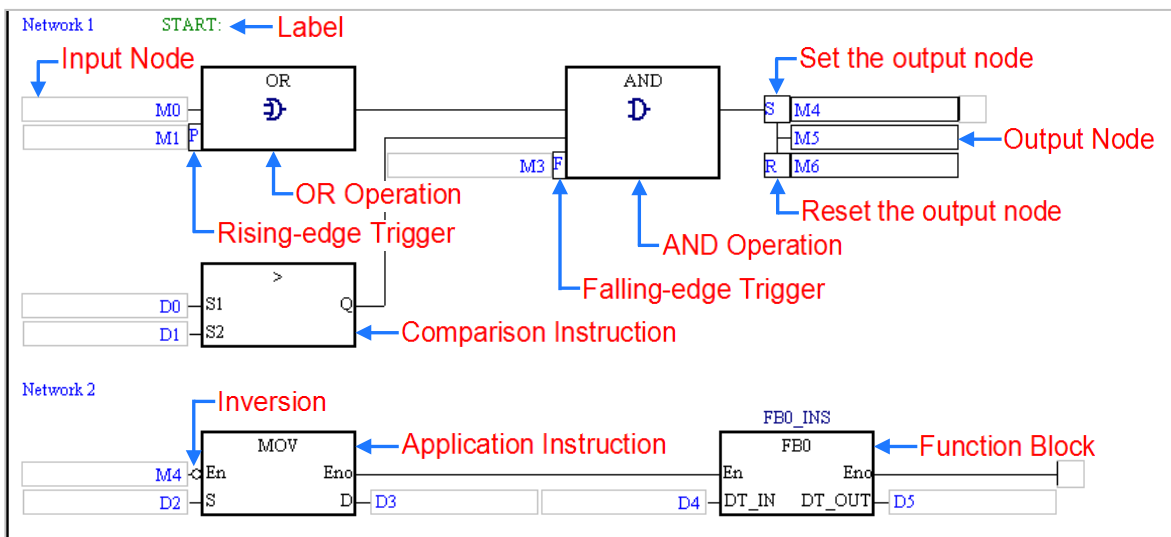 Network 1
START:
Label
Input Node
OR
AND
Set the output node
M0
S
M4
M1
P
M5
Output Node
M3
F
R
M6
OR Operation
Reset the output node
Rising-edge Trigger
AND Operation
>
Falling-edge Trigger
D0
S1
Q
D1
S2
Comparison Instruction
Network 2
Inversion
FB0_INS
MOV
Application Instruction
FB0
Function Block
M4
En
Eno
En
Eno
D2
S
D
D3
D4
DT_IN
DT_OUT
D5